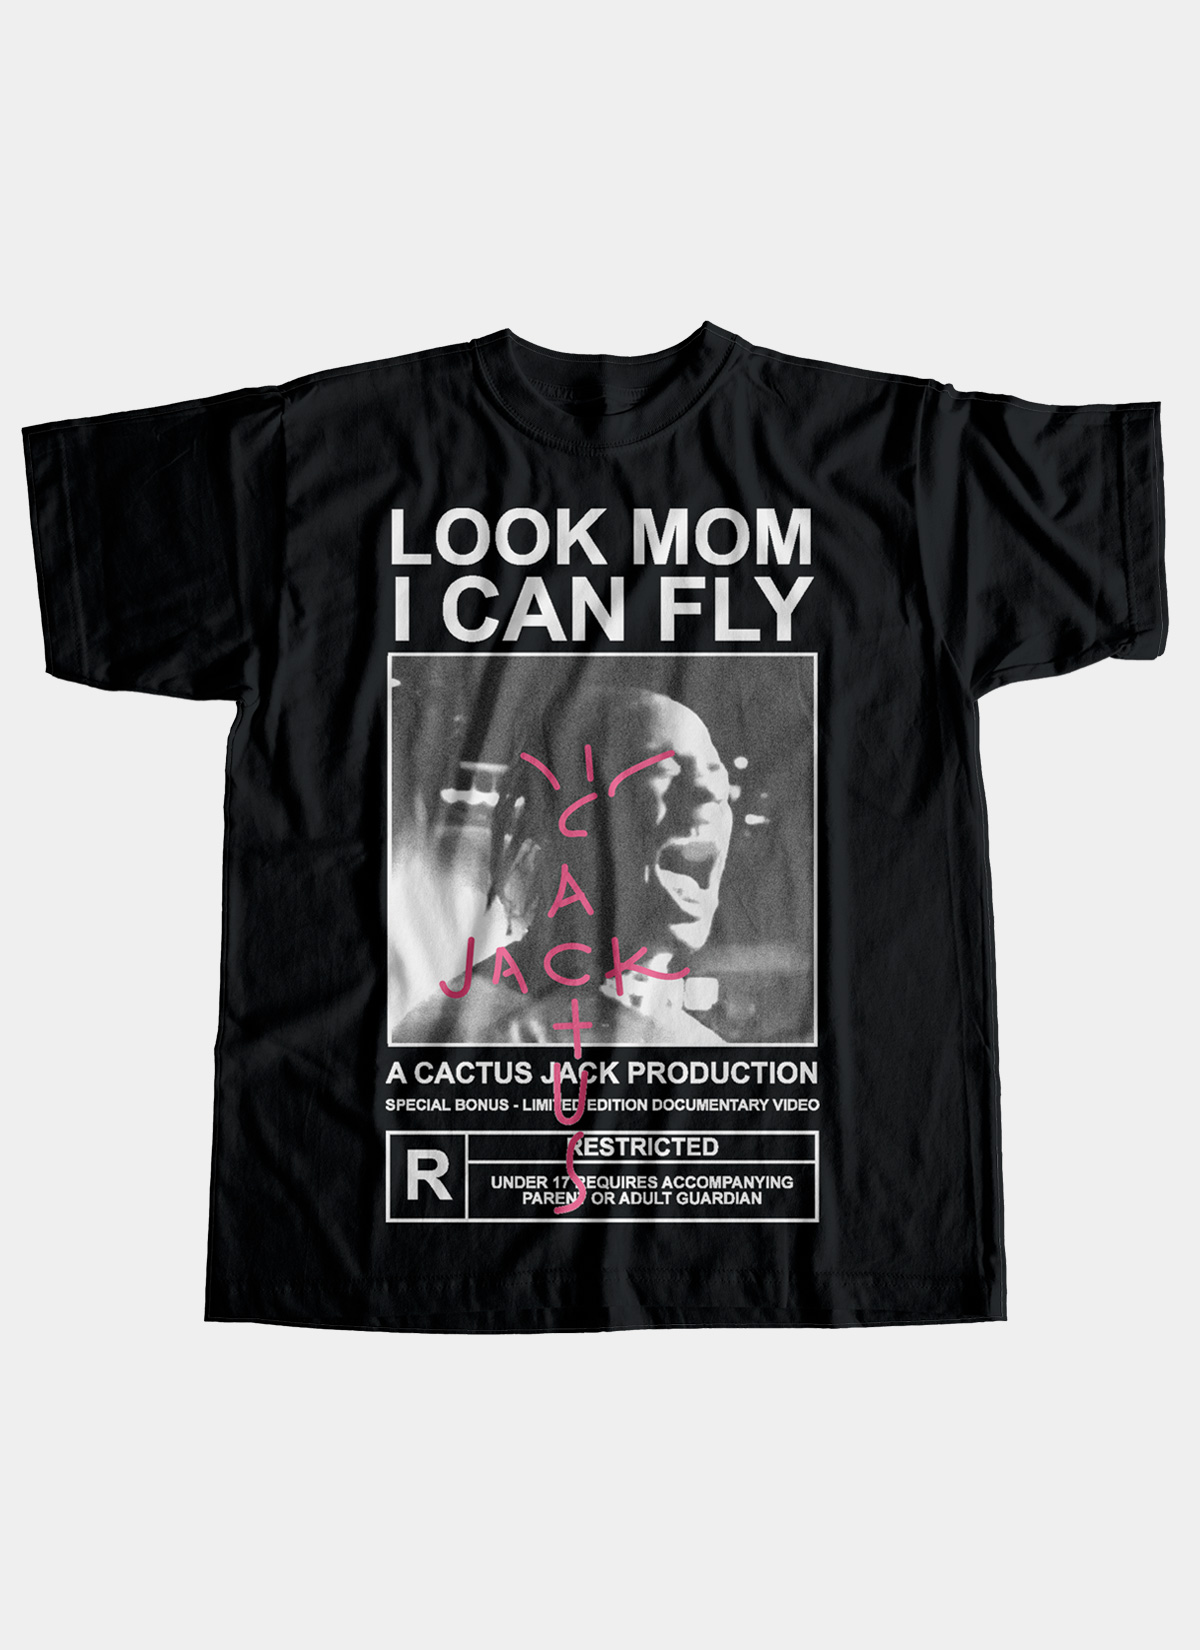 LOOK MOM
I CAN FLY
CACTUS
JACK
A CACTUS JACK PRODUCTION
SPECIAL BONUS - LIMITED EDITION DOCUMENTARY VIDEO
R
RESTRICTED
UNDER 17 REQUIRES ACCOMPANYING
PARENT OR ADULT GUARDIAN